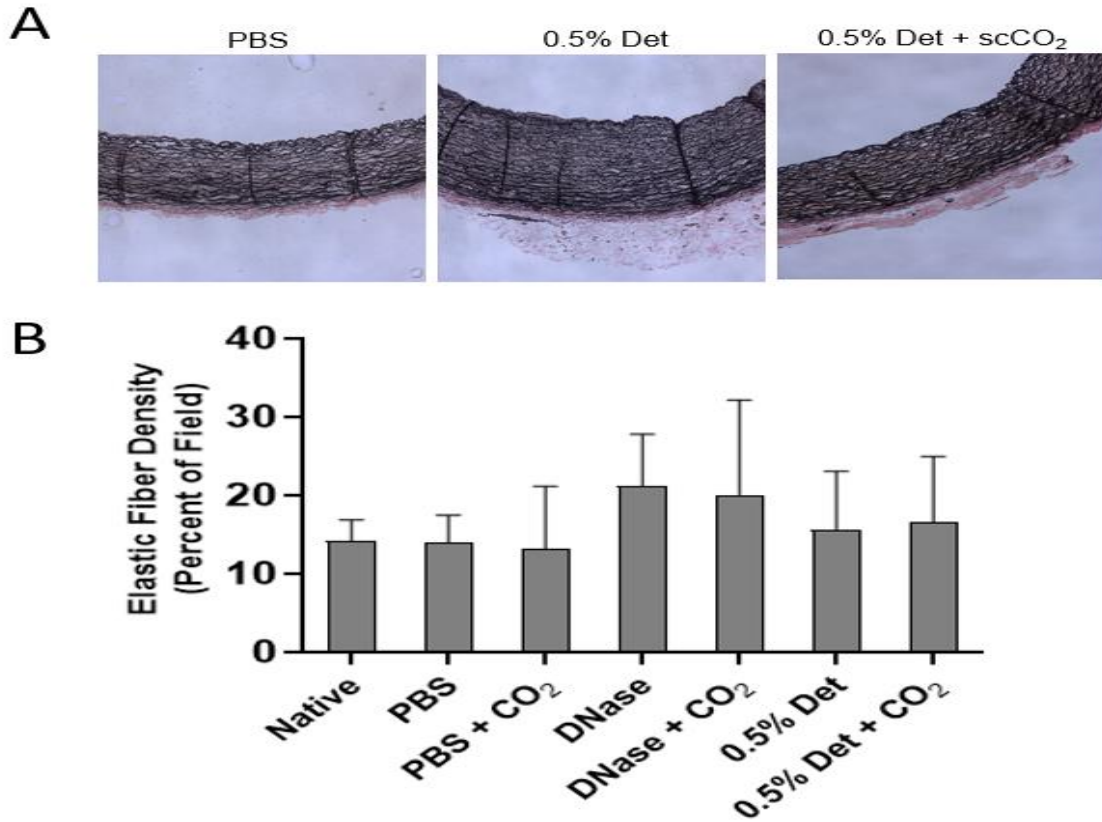 A
PBS
0.5% Det
0.5% Det + scCO₂
B
Elastic Fiber Density
(Percent of Field)
40
30
20
10
0
Native
PBS
PBS + CO₂
DNase
DNase + CO₂
0.5% Det
0.5% Det + CO₂